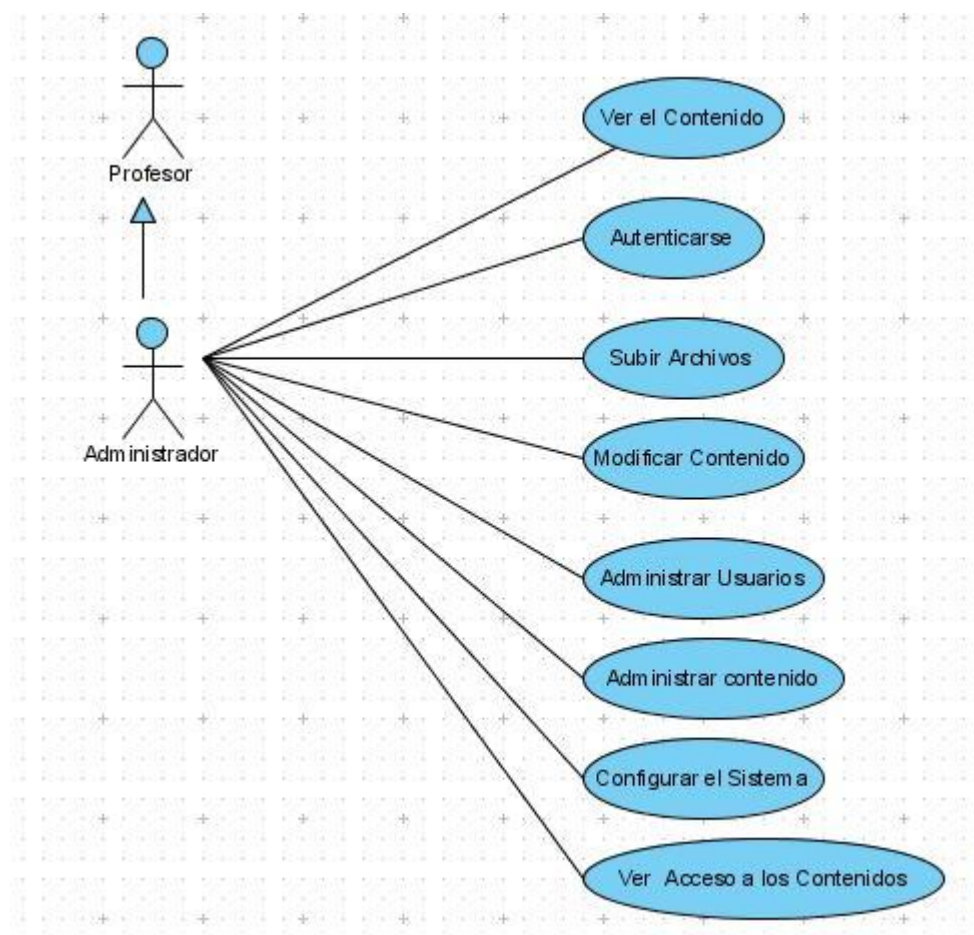 Profesor
Ver el Contenido
Autenticarse
Subir Archivos
Administrador
Modificar Contenido
Administrar Usuarios
Administrar contenido
Configurar el Sistema
Ver Acceso a los Contenidos